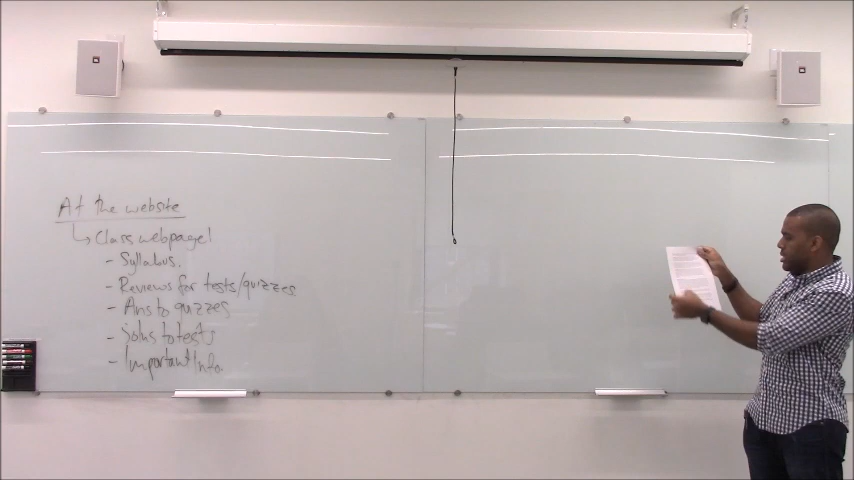 At the website
↳ Class webpage!
- Syllabus.
- Reviews for tests/quizzes.
- Ans to quizzes
- Solns to tests
- Important Info.